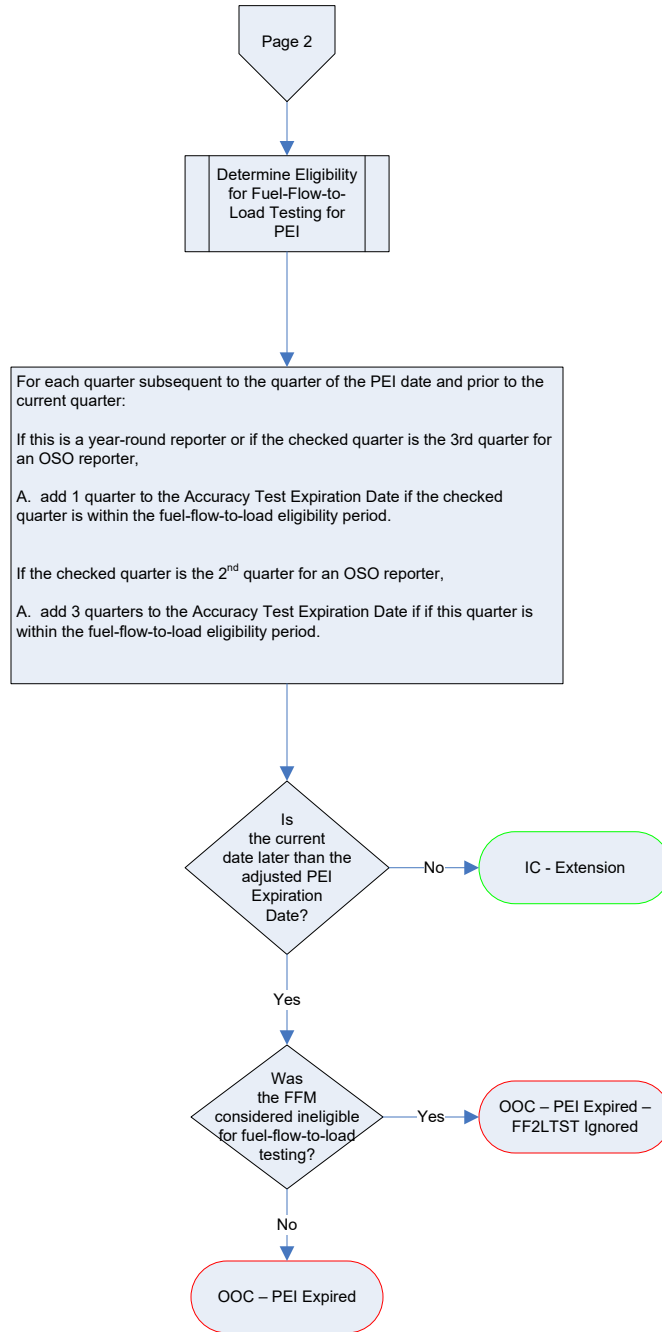 Page 2
Determine Eligibility
for Fuel-Flow-to-
Load Testing for
PEI
For each quarter subsequent to the quarter of the PEI date and prior to the
current quarter:
If this is a year-round reporter or if the checked quarter is the 3rd quarter for
an OSO reporter,
A.  add 1 quarter to the Accuracy Test Expiration Date if the checked
quarter is within the fuel-flow-to-load eligibility period.
If the checked quarter is the 2nd quarter for an OSO reporter,
A.  add 3 quarters to the Accuracy Test Expiration Date if if this quarter is
within the fuel-flow-to-load eligibility period.
Is
the current
date later than the
adjusted PEI
Expiration
Date?
No
IC - Extension
Yes
Was
the FFM
considered ineligible
for fuel-flow-to-load
testing?
Yes
OOC – PEI Expired –
FF2LTST Ignored
No
OOC – PEI Expired